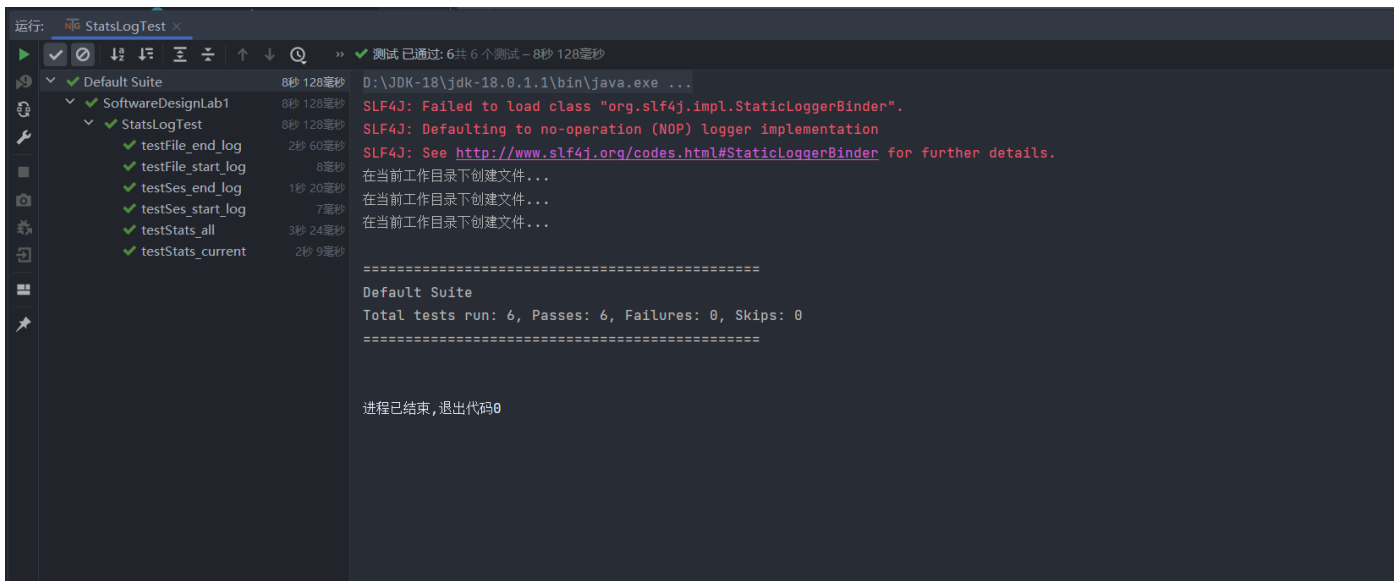 运行: StatsLogTest
测试 已通过: 6共 6 个测试 – 8秒 128毫秒
Default Suite 8秒 128毫秒
SoftwareDesignLab1 8秒 128毫秒
StatsLogTest 8秒 128毫秒
testFile_end_log 2秒 60毫秒
testFile_start_log 8毫秒
testSes_end_log 1秒 20毫秒
testSes_start_log 7毫秒
testStats_all 3秒 24毫秒
testStats_current 2秒 9毫秒
D:\JDK-18\jdk-18.0.1.1\bin\java.exe ...
SLF4J: Failed to load class "org.slf4j.impl.StaticLoggerBinder".
SLF4J: Defaulting to no-operation (NOP) logger implementation
SLF4J: See http://www.slf4j.org/codes.html#StaticLoggerBinder for further details.
在当前工作目录下创建文件...
在当前工作目录下创建文件...
在当前工作目录下创建文件...
===============================================
Default Suite
Total tests run: 6, Passes: 6, Failures: 0, Skips: 0
===============================================
进程已结束,退出代码0